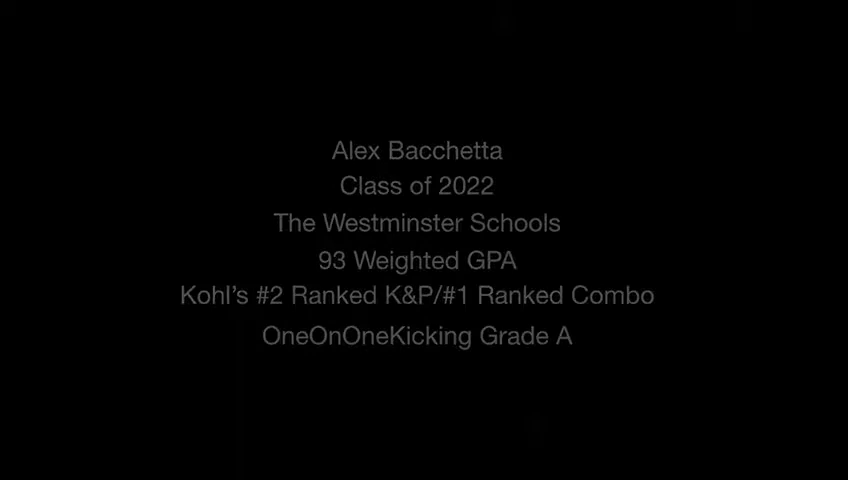 Alex Bacchetta
Class of 2022
The Westminster Schools
93 Weighted GPA
Kohl’s #2 Ranked K&P/#1 Ranked Combo
OneOnOneKicking Grade A